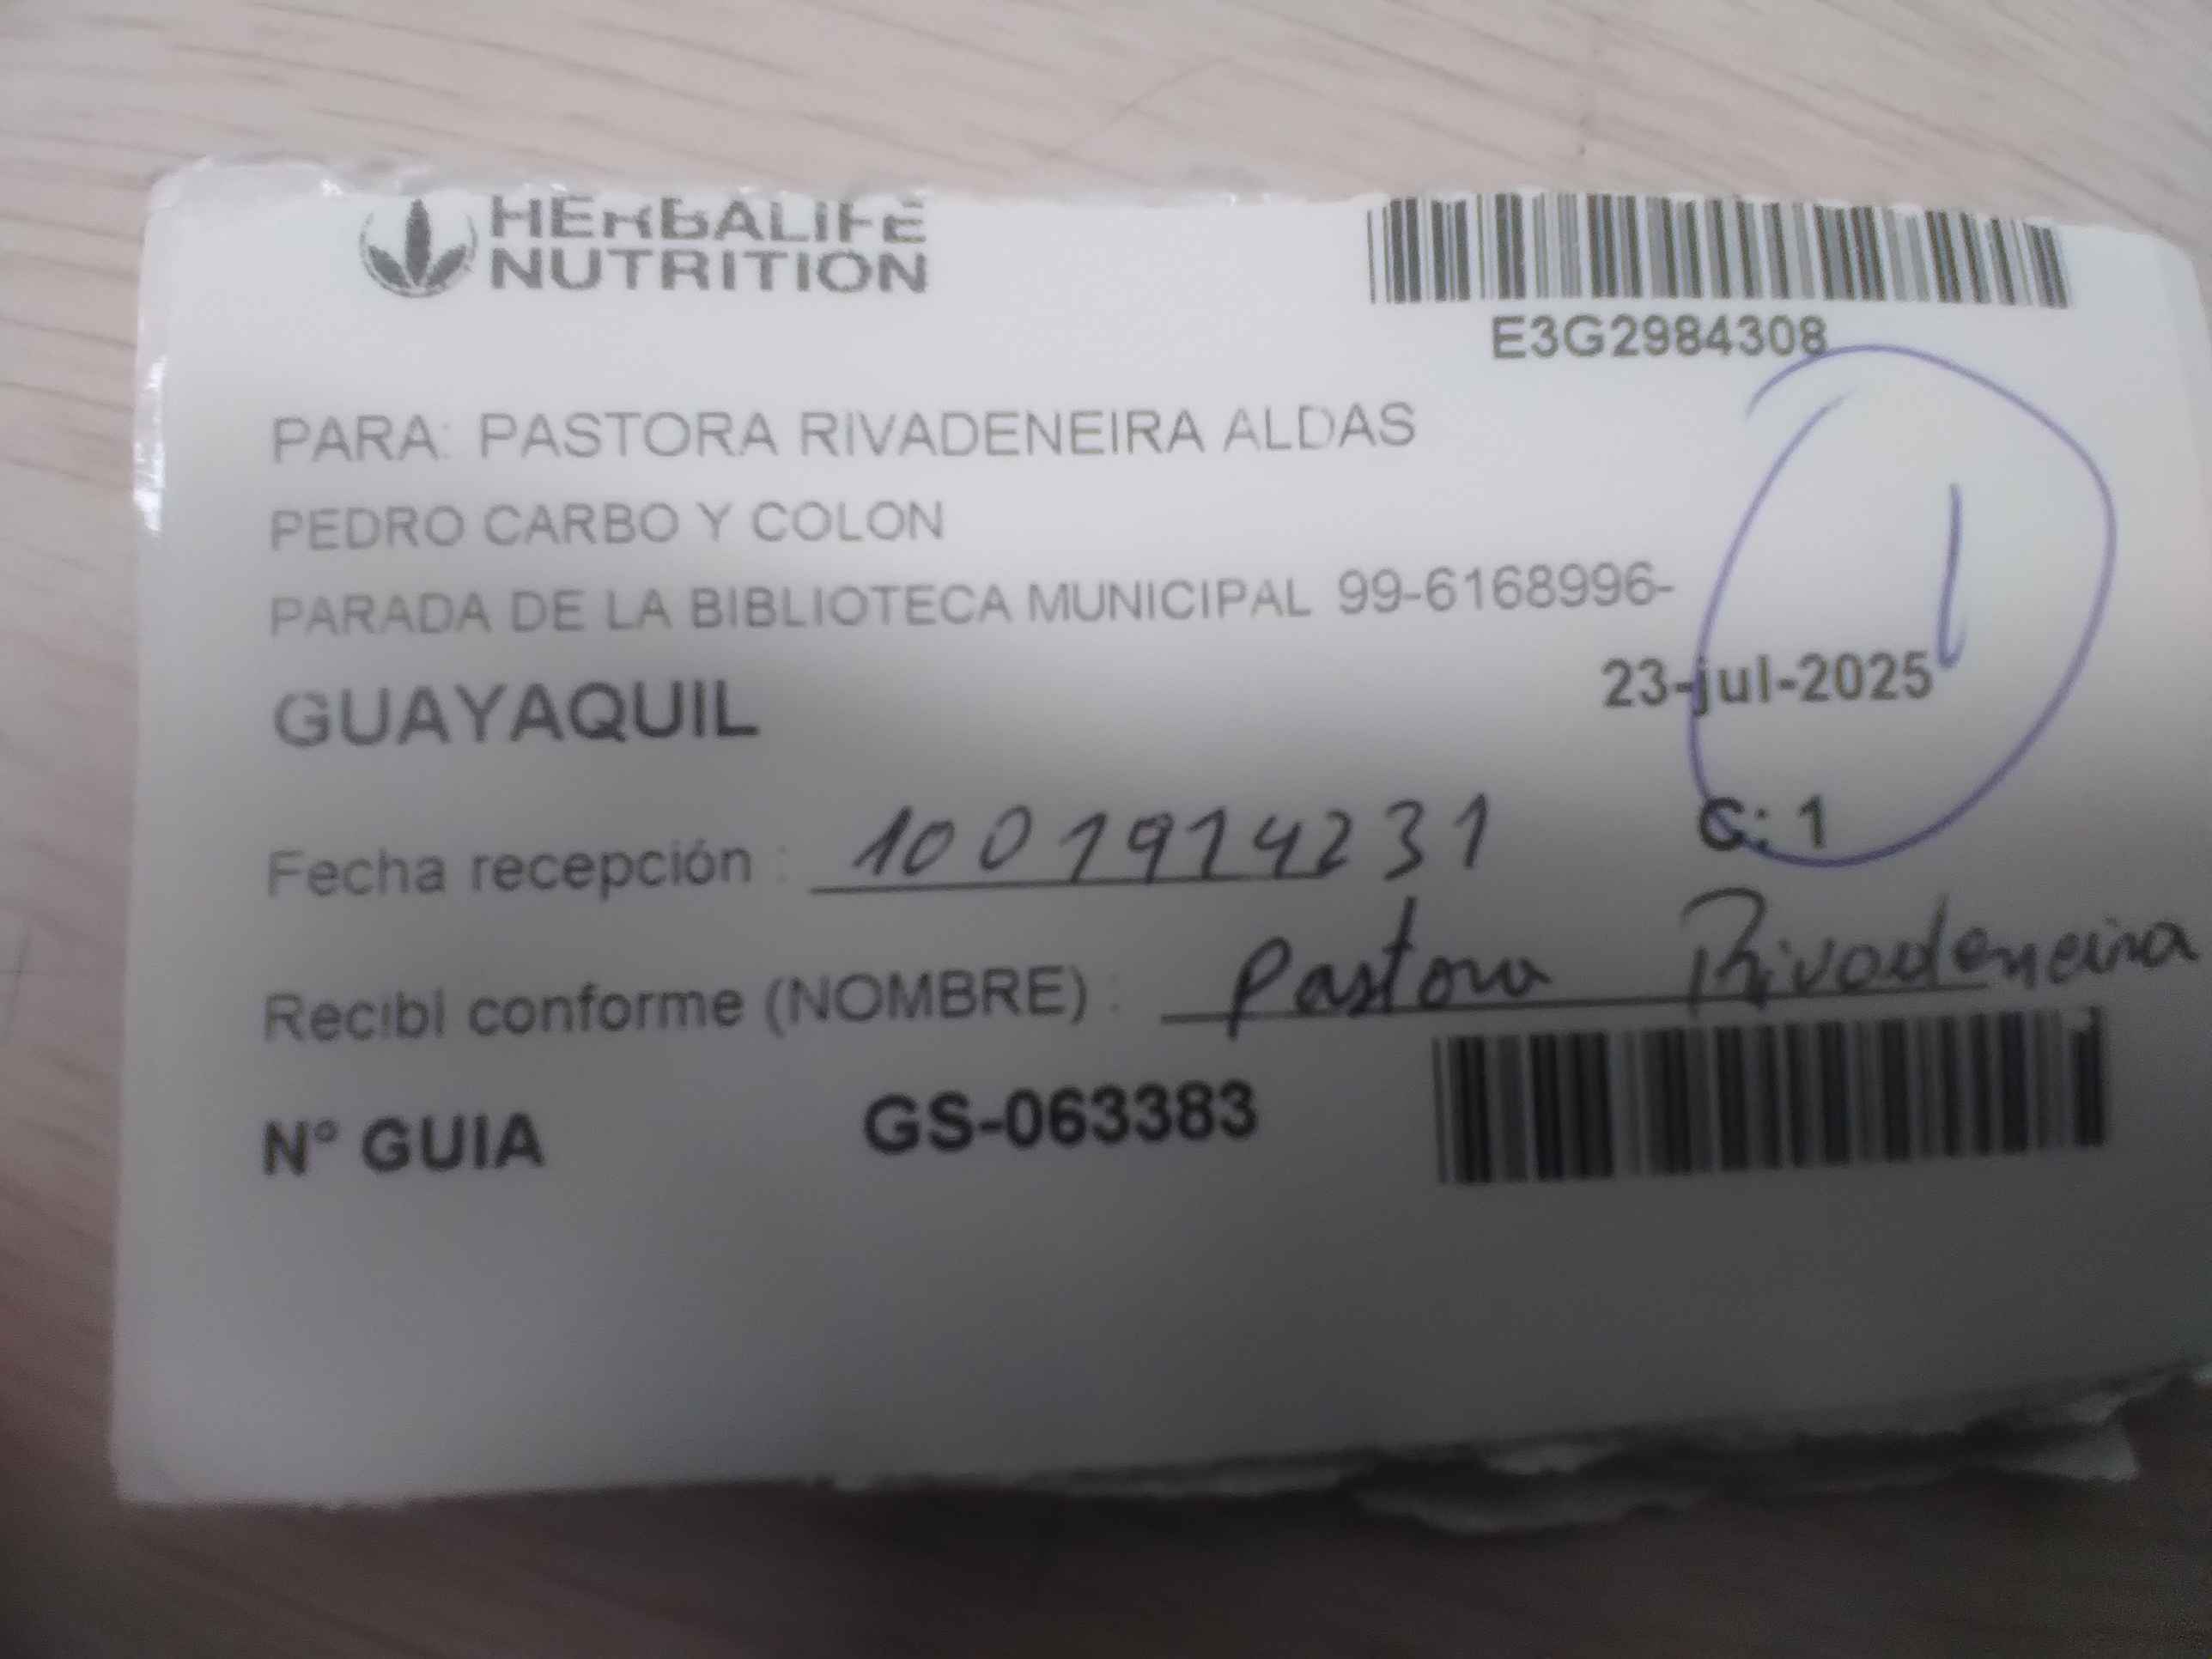 HERBALIFE
NUTRITION
E3G2984308
PARA: PASTORA RIVADENEIRA ALDAS
PEDRO CARBO Y COLON
PARADA DE LA BIBLIOTECA MUNICIPAL 99-6168996-
1
GUAYAQUIL 23-jul-2025
Fecha recepción : 1001914231 C: 1
Recibí conforme (NOMBRE) : Pastora Rivadeneira
N° GUIA GS-063383